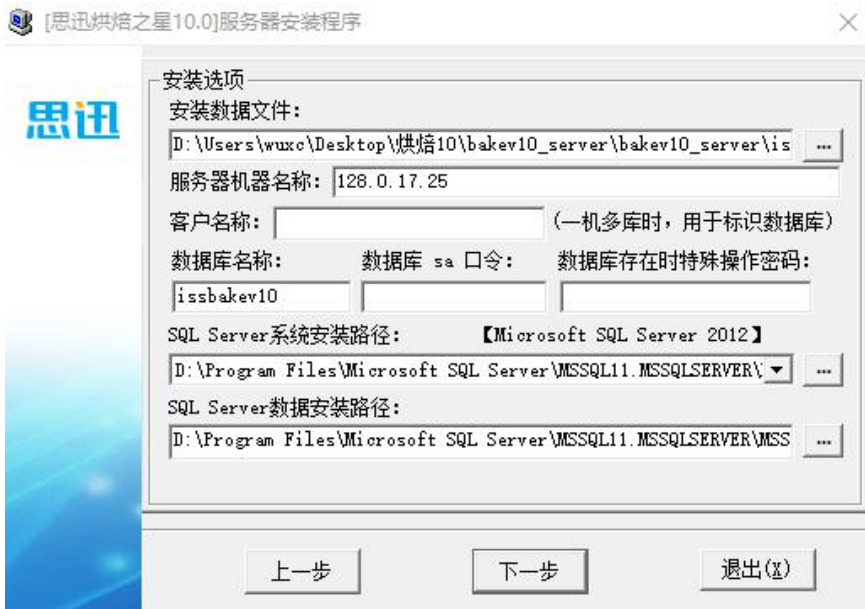 [思迅烘焙之星10.0]服务器安装程序
思迅
安装选项
安装数据文件：
D:\Users\wuxc\Desktop\烘焙10\bakev10_server\bakev10_server\is ...
服务器机器名称： 128.0.17.25
客户名称： (一机多库时，用于标识数据库)
数据库名称： 数据库 sa 口令： 数据库存在时特殊操作密码：
issbakev10
SQL Server系统安装路径： 【Microsoft SQL Server 2012】
D:\Program Files\Microsoft SQL Server\MSSQL11.MSSQLSERVER\ ...
SQL Server数据安装路径：
D:\Program Files\Microsoft SQL Server\MSSQL11.MSSQLSERVER\MSS ...
上一步 下一步 退出(X)